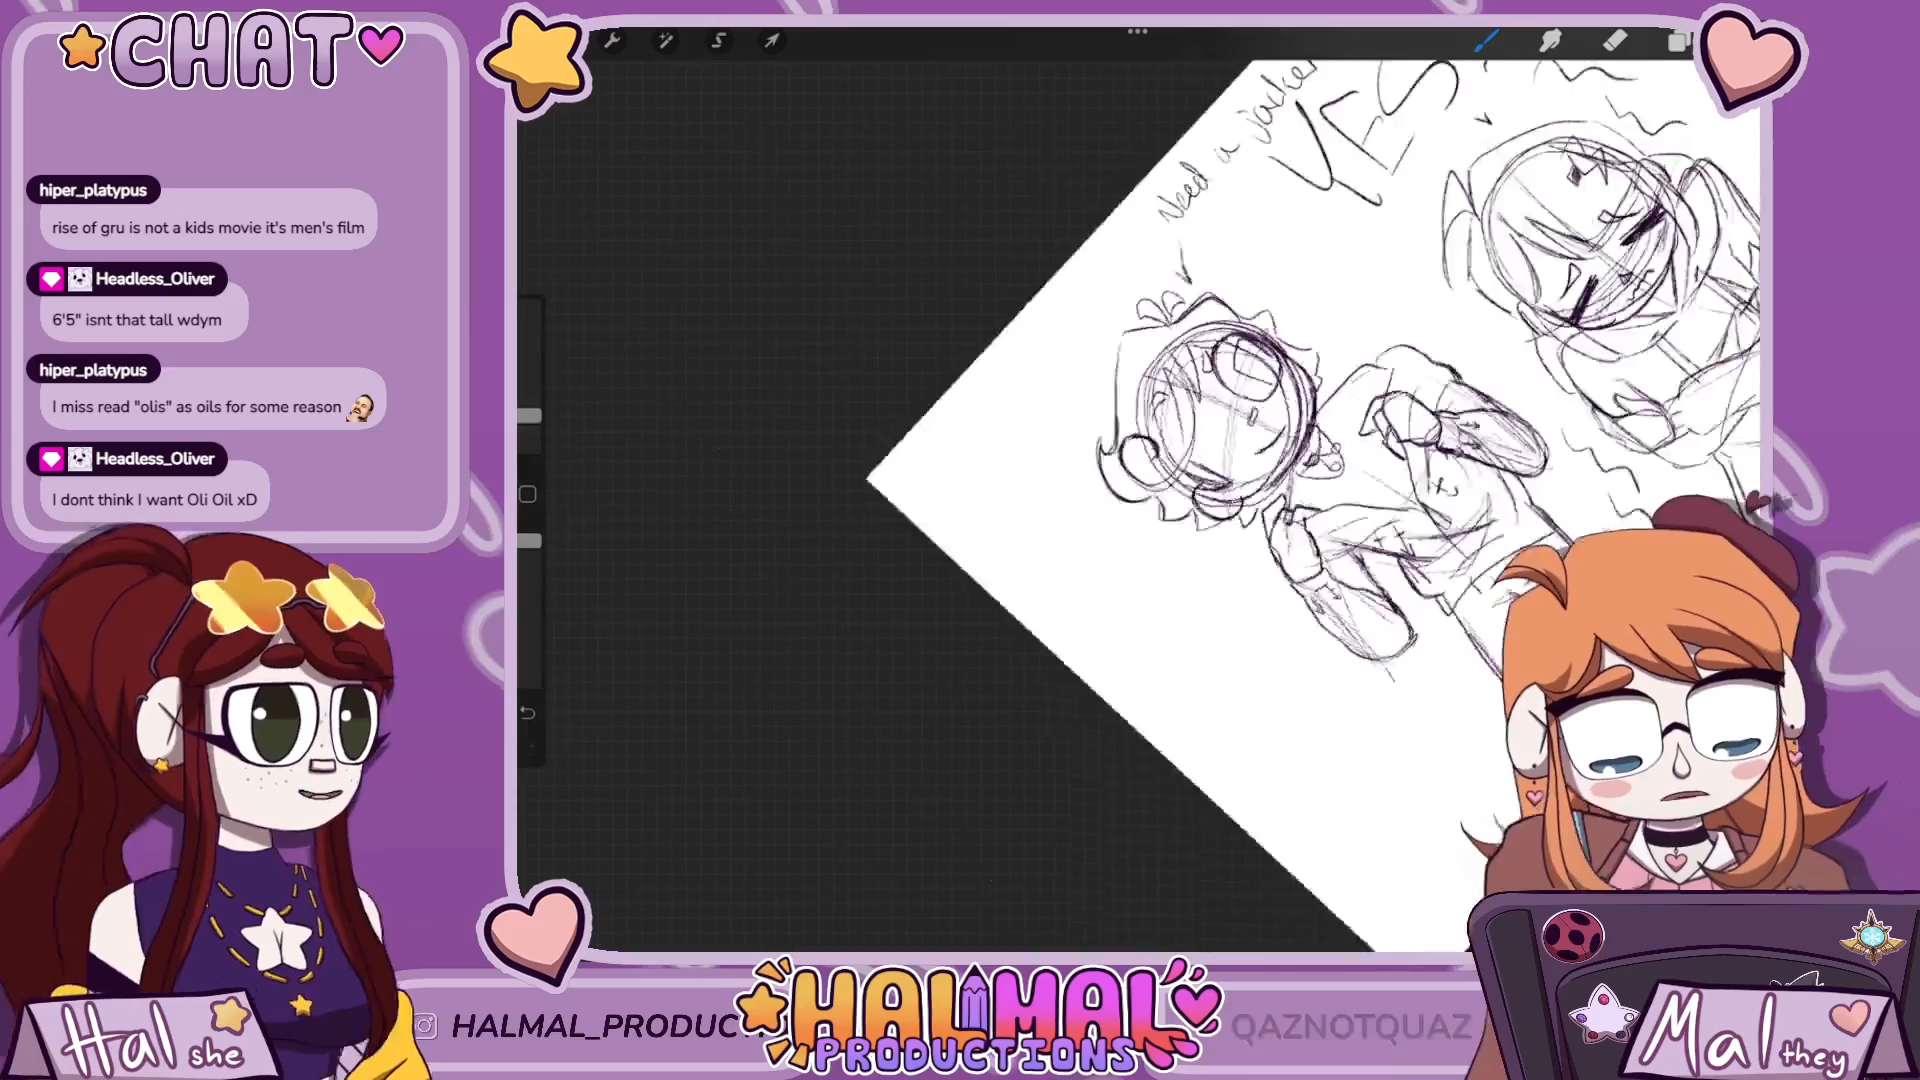 CHAT
hiper_platypus
rise of gru is not a kids movie it's men's film
Headless_Oliver
6'5" isnt that tall wdym
hiper_platypus
I miss read "olis" as oils for some reason
Headless_Oliver
I dont think I want Oli Oil xD
Need a
YES
Hal she
HALMAL_PRODUC
HALMAL
PRODUCTIONS
QAZNOTQUAZ
Mal they